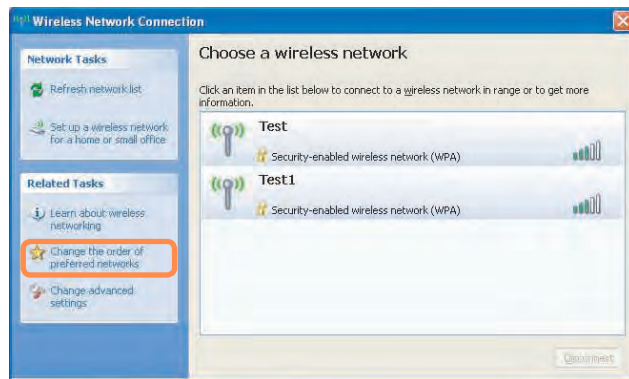 Wireless Network Connection
Network Tasks
Refresh network list
Set up a wireless network
for a home or small office
Related Tasks
Learn about wireless
networking
Change the order of
preferred networks
Change advanced
settings
Choose a wireless network
Click an item in the list below to connect to a wireless network in range or to get more
information.
Test
Security-enabled wireless network (WPA)
Test1
Security-enabled wireless network (WPA)
Disconnect